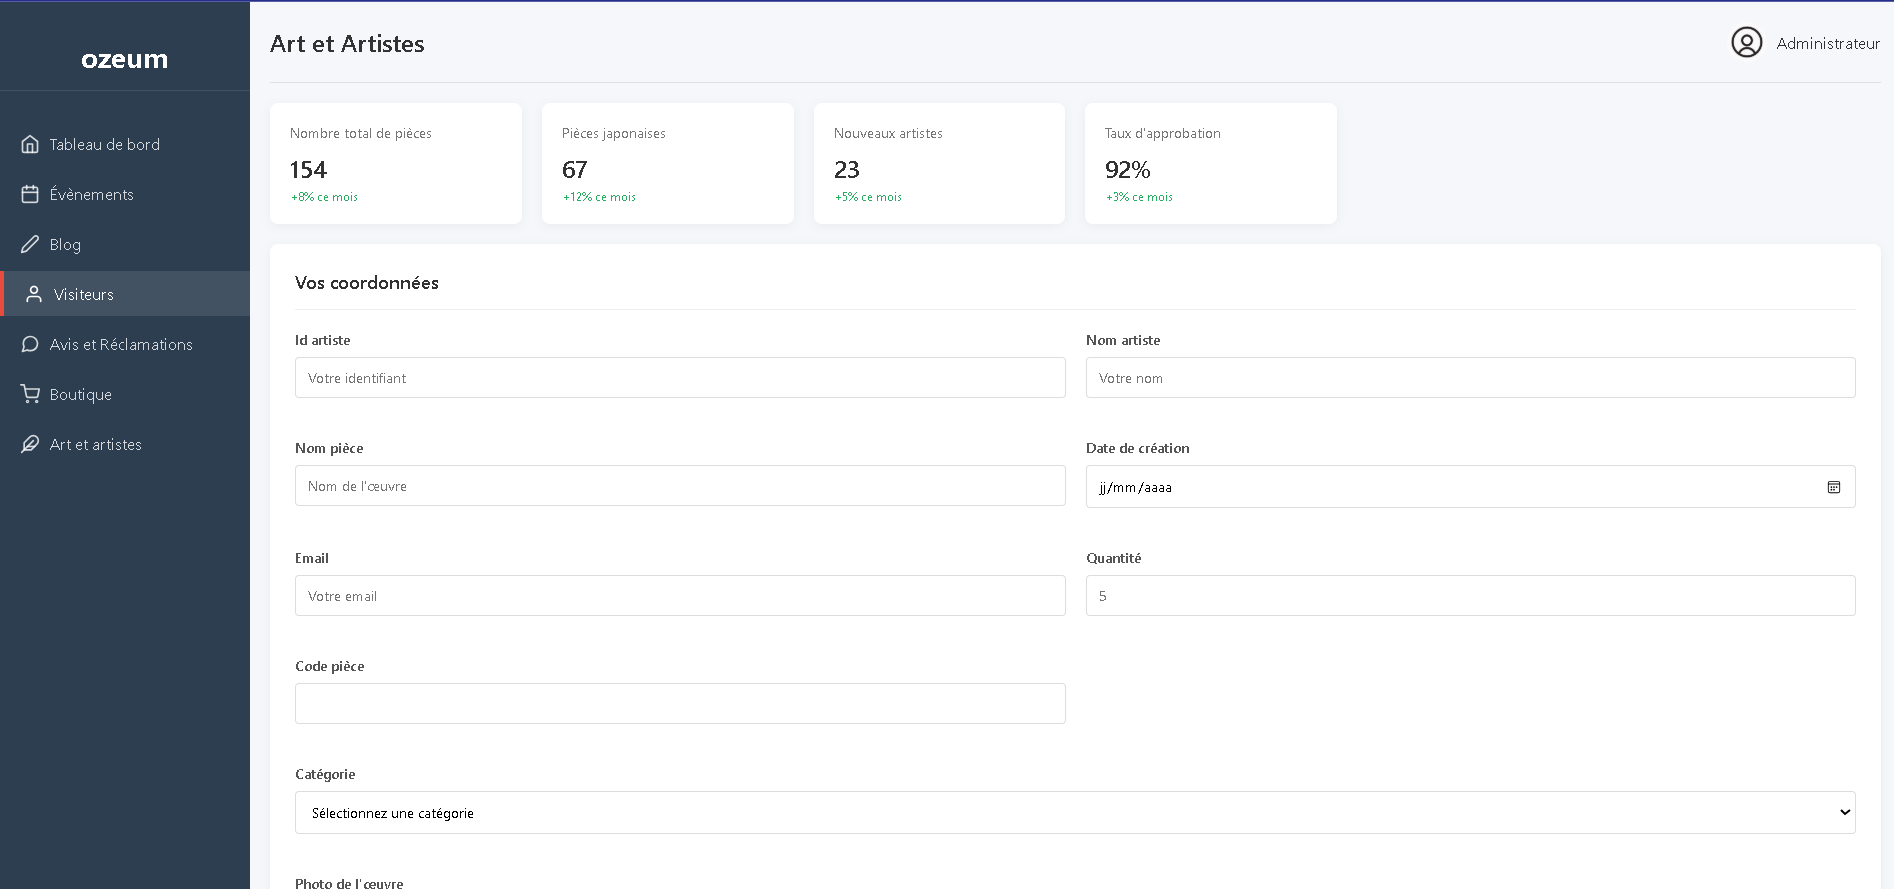 ozeum
Tableau de bord
Évènements
Blog
Visiteurs
Avis et Réclamations
Boutique
Art et artistes
Art et Artistes
Administrateur
Nombre total de pièces
154
+8% ce mois
Pièces japonaises
67
+12% ce mois
Nouveaux artistes
23
+5% ce mois
Taux d'approbation
92%
+3% ce mois
Vos coordonnées
Id artiste
Votre identifiant
Nom artiste
Votre nom
Nom pièce
Nom de l'œuvre
Date de création
jj/mm/aaaa
Email
Votre email
Quantité
5
Code pièce
Catégorie
Sélectionnez une catégorie
Photo de l'œuvre